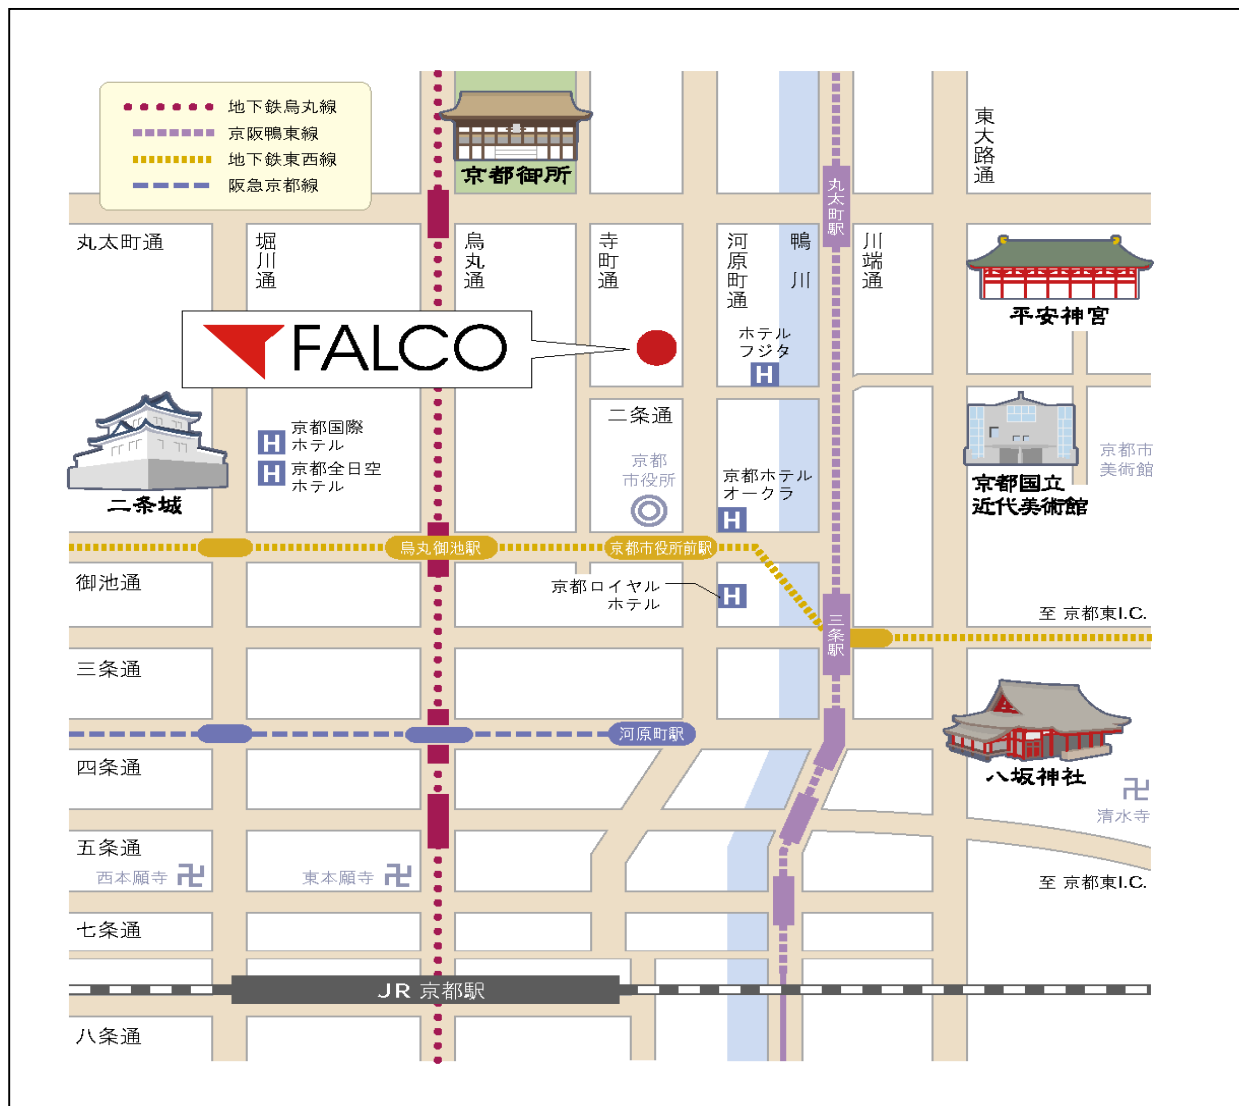 地下鉄烏丸線
京阪鴨東線
地下鉄東西線
阪急京都線
京都御所
東大路通
丸太町駅
丸太町通
堀川通
烏丸通
寺町通
河原町通
鴨川
川端通
平安神宮
FALCO
ホテル
フジタ
H
二条通
京都国際
ホテル
H
京都全日空
ホテル
H
二条城
京都
市役所
京都ホテル
オークラ
H
京都国立
近代美術館
京都市
美術館
烏丸御池駅
京都市役所前駅
御池通
京都ロイヤル
ホテル
H
三条駅
至 京都東I.C.
三条通
河原町駅
四条通
八坂神社
卍
清水寺
五条通
西本願寺
卍
東本願寺
卍
至 京都東I.C.
七条通
JR 京都駅
八条通